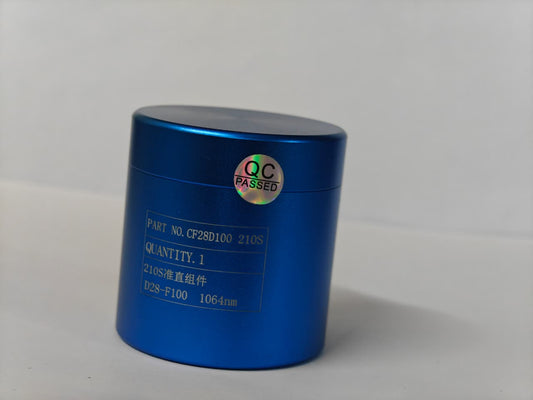 QC
PASSED
PART NO.CF28D100 210S
QUANTITY.1
210S准直组件
D28-F100 1064nm